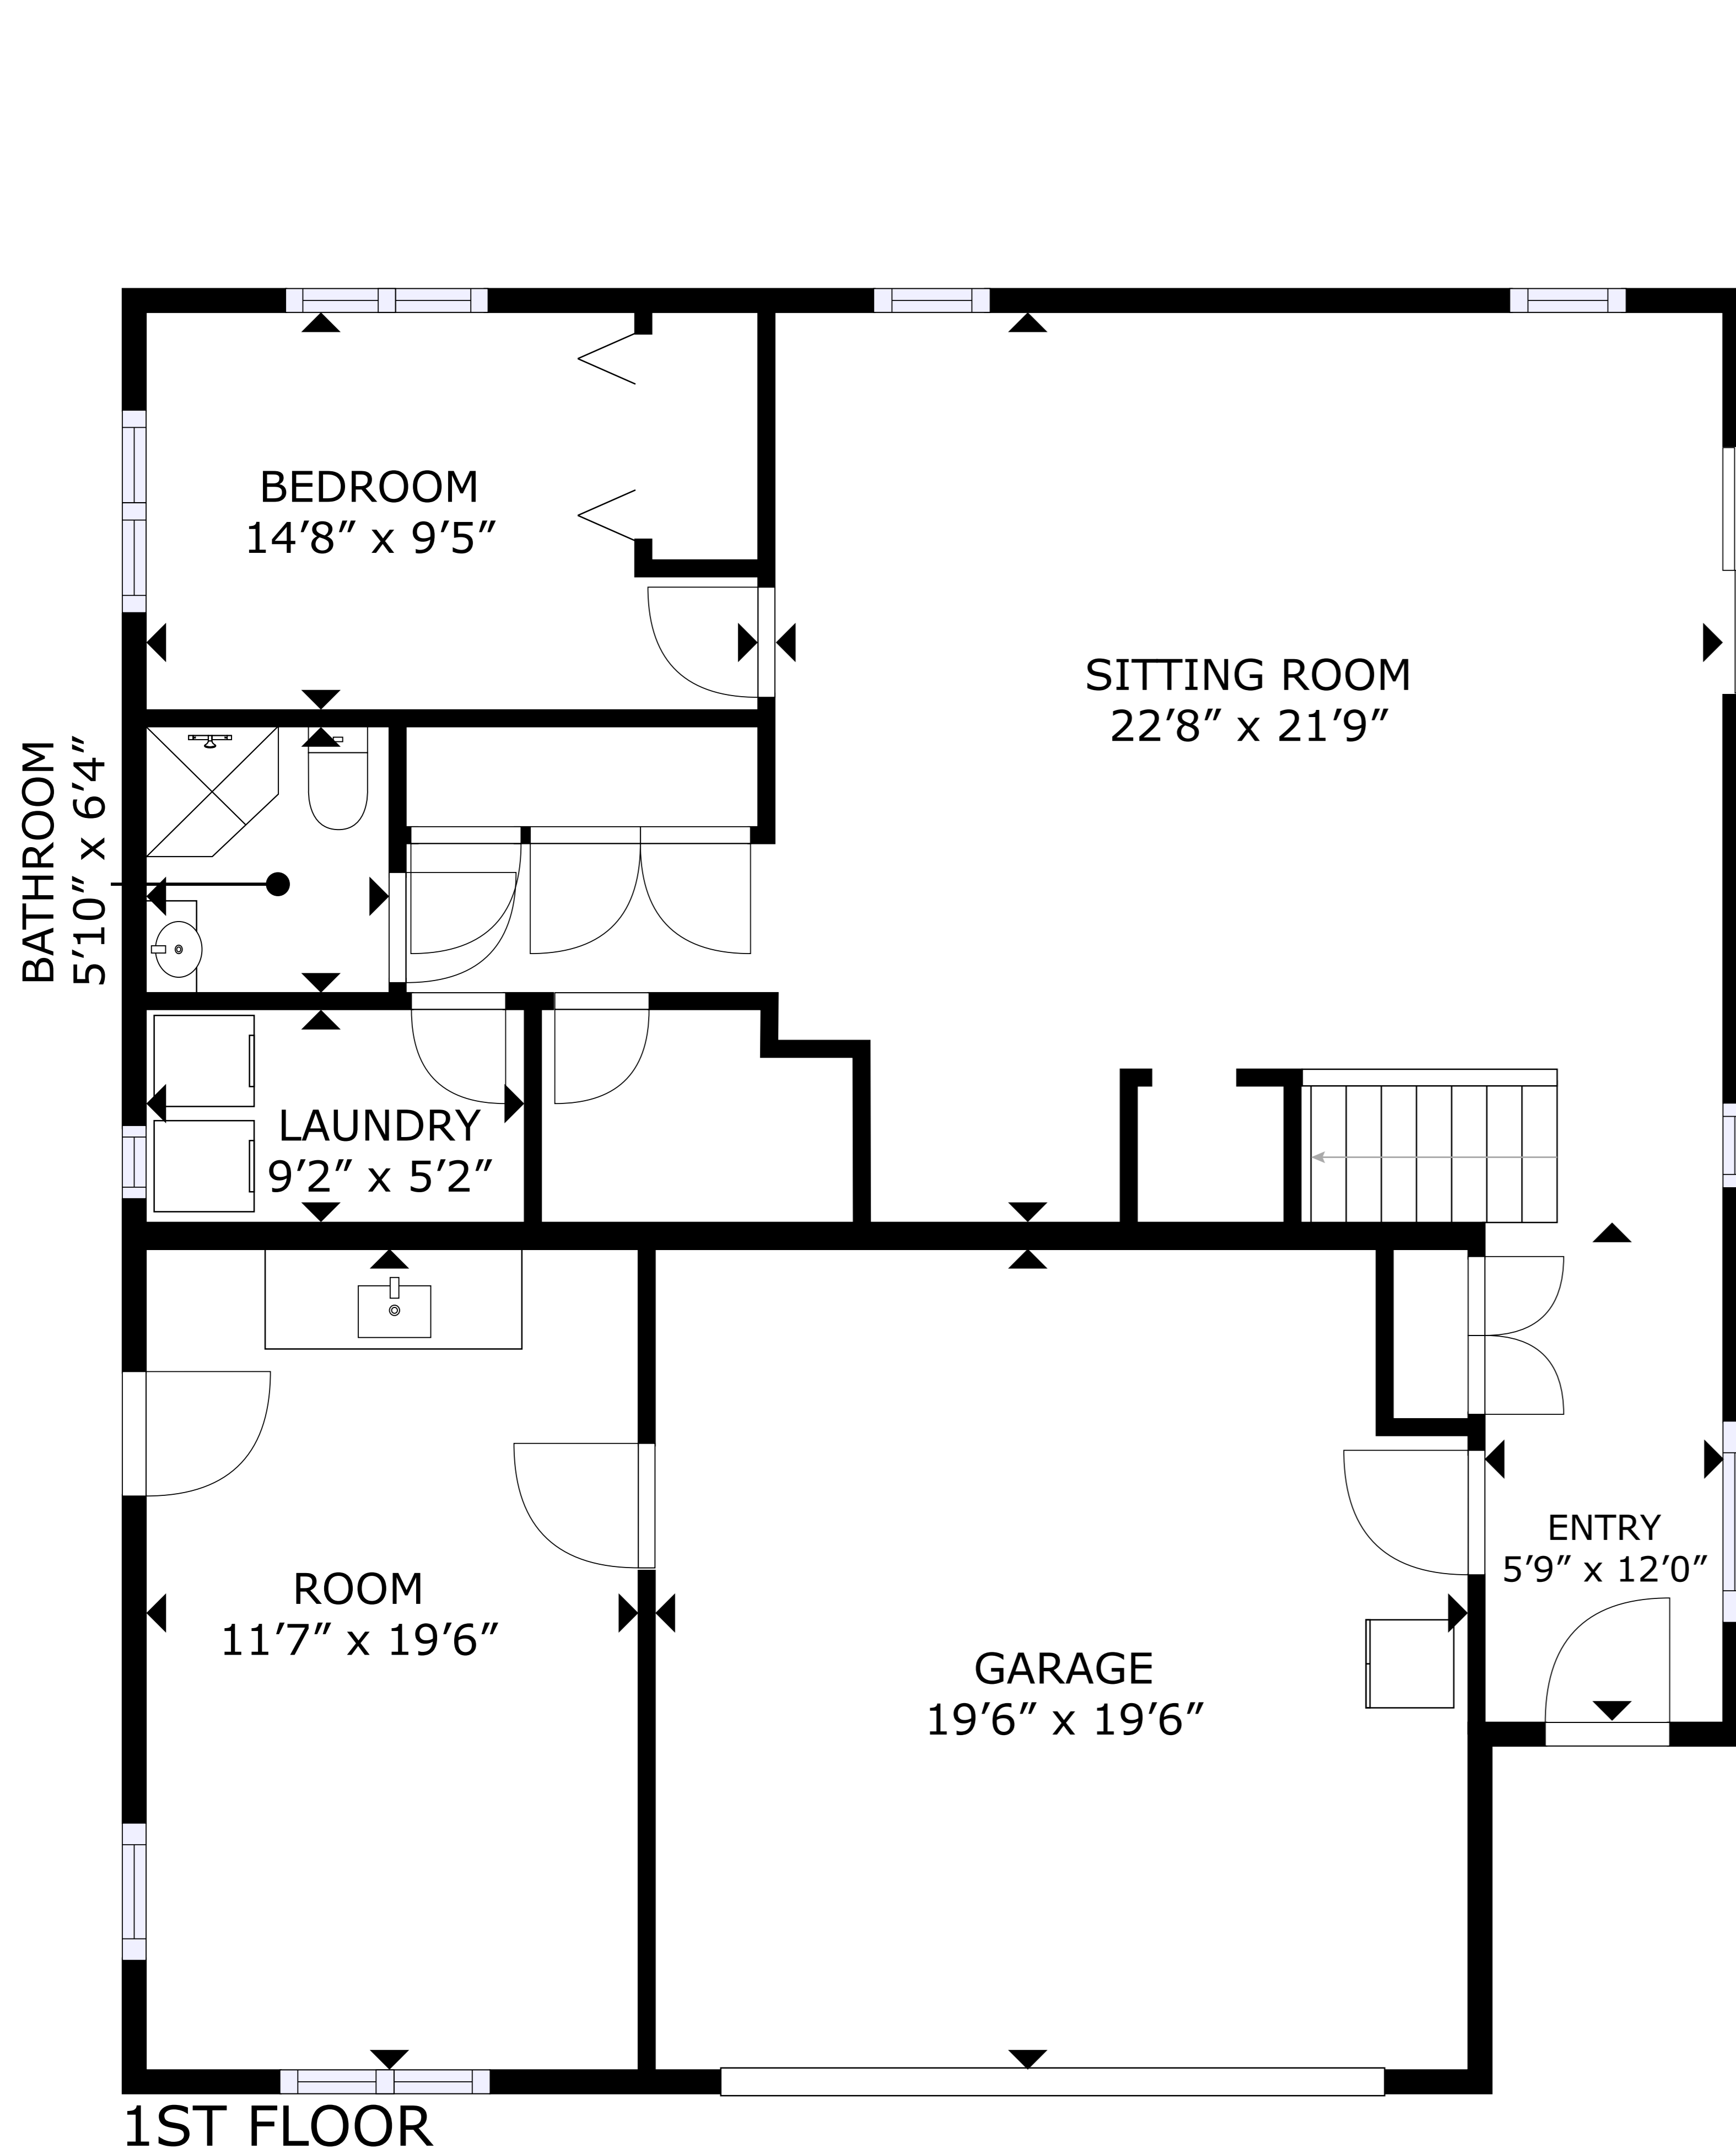 BEDROOM
14′8″ x 9′5″
SITTING ROOM
22′8″ x 21′9″
BATHROOM
5′10″ x 6′4″
LAUNDRY
9′2″ x 5′2″
ENTRY
5′9″ x 12′0″
ROOM
11′7″ x 19′6″
GARAGE
19′6″ x 19′6″
1ST FLOOR